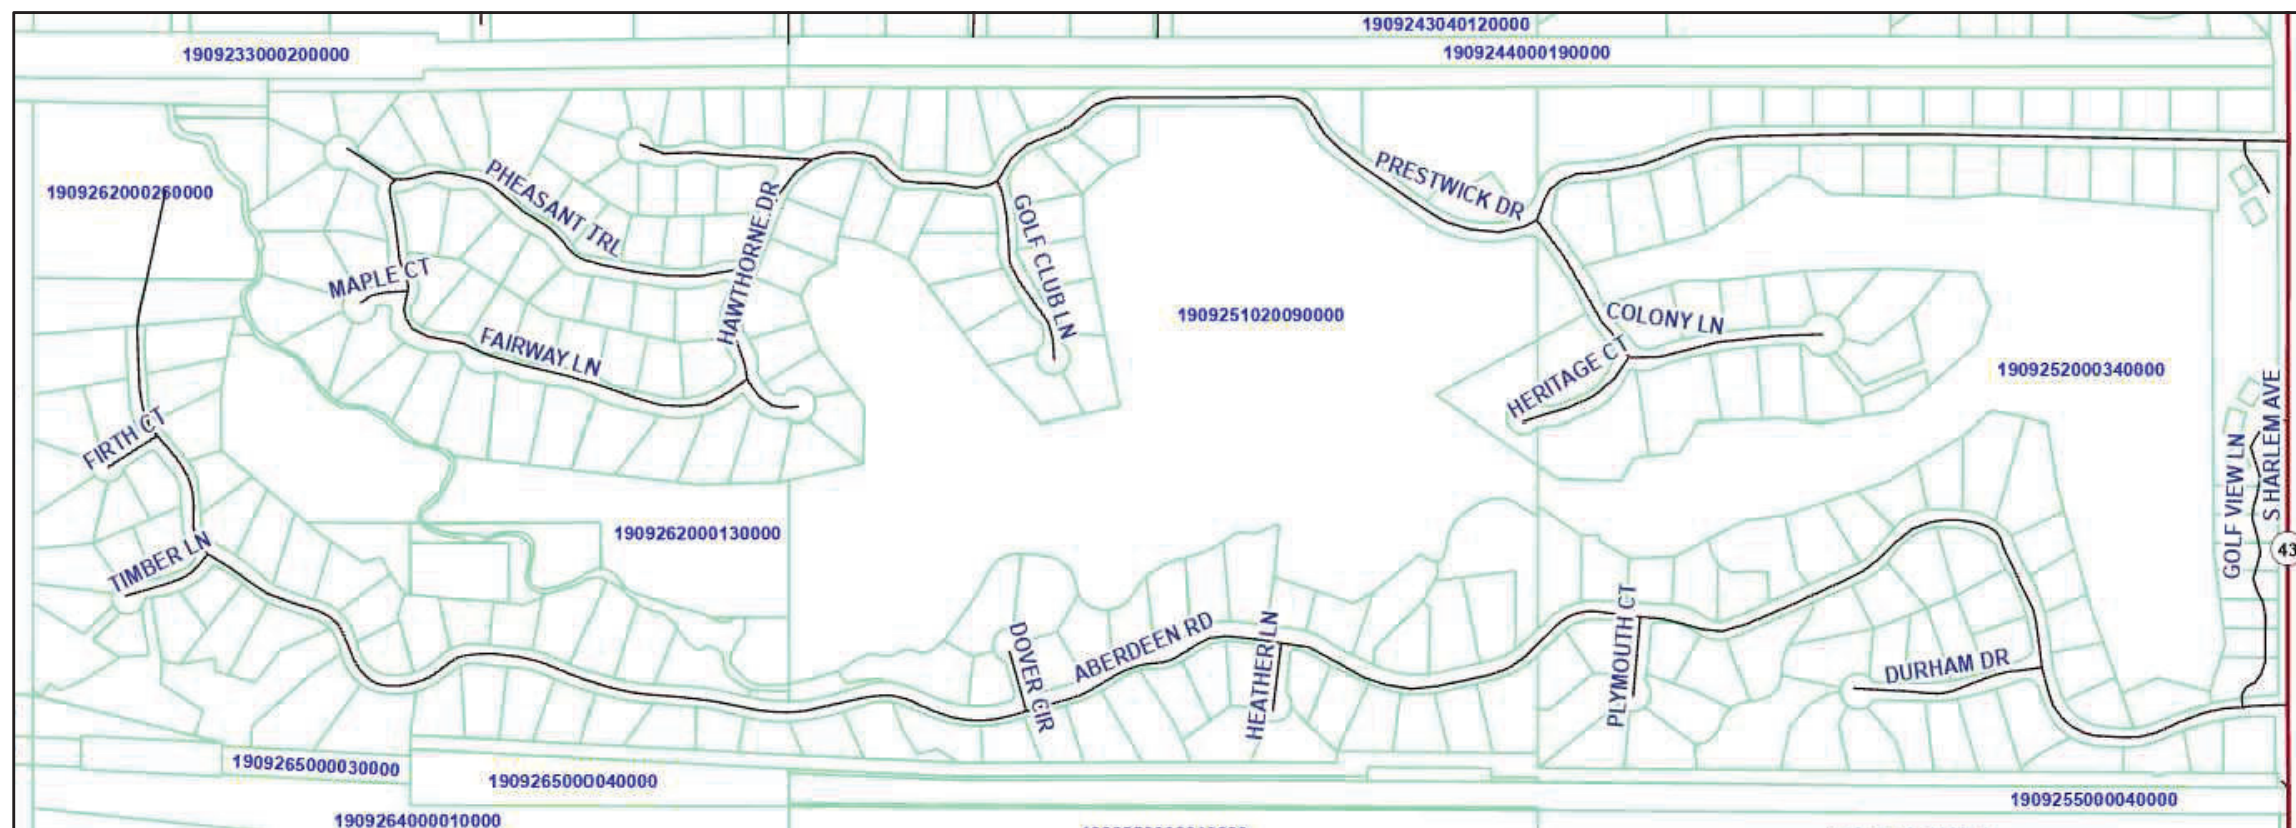 1909243040120000
1909233000200000
1909244000190000
PHEASANT TRL
PRESTWICK DR
1909262000260000
HAWTHORNE DR
GOLF CLUB LN
MAPLE CT
1909251020090000
COLONY LN
FAIRWAY LN
HERITAGE CT
1909252000340000
S HARLEM AVE
FIRTH CT
GOLF VIEW LN
1909262000130000
43
TIMBER LN
DOVER CIR
ABERDEEN RD
HEATHER LN
PLYMOUTH CT
DURHAM DR
1909265000030000
1909265000040000
1909255000040000
1909264000010000